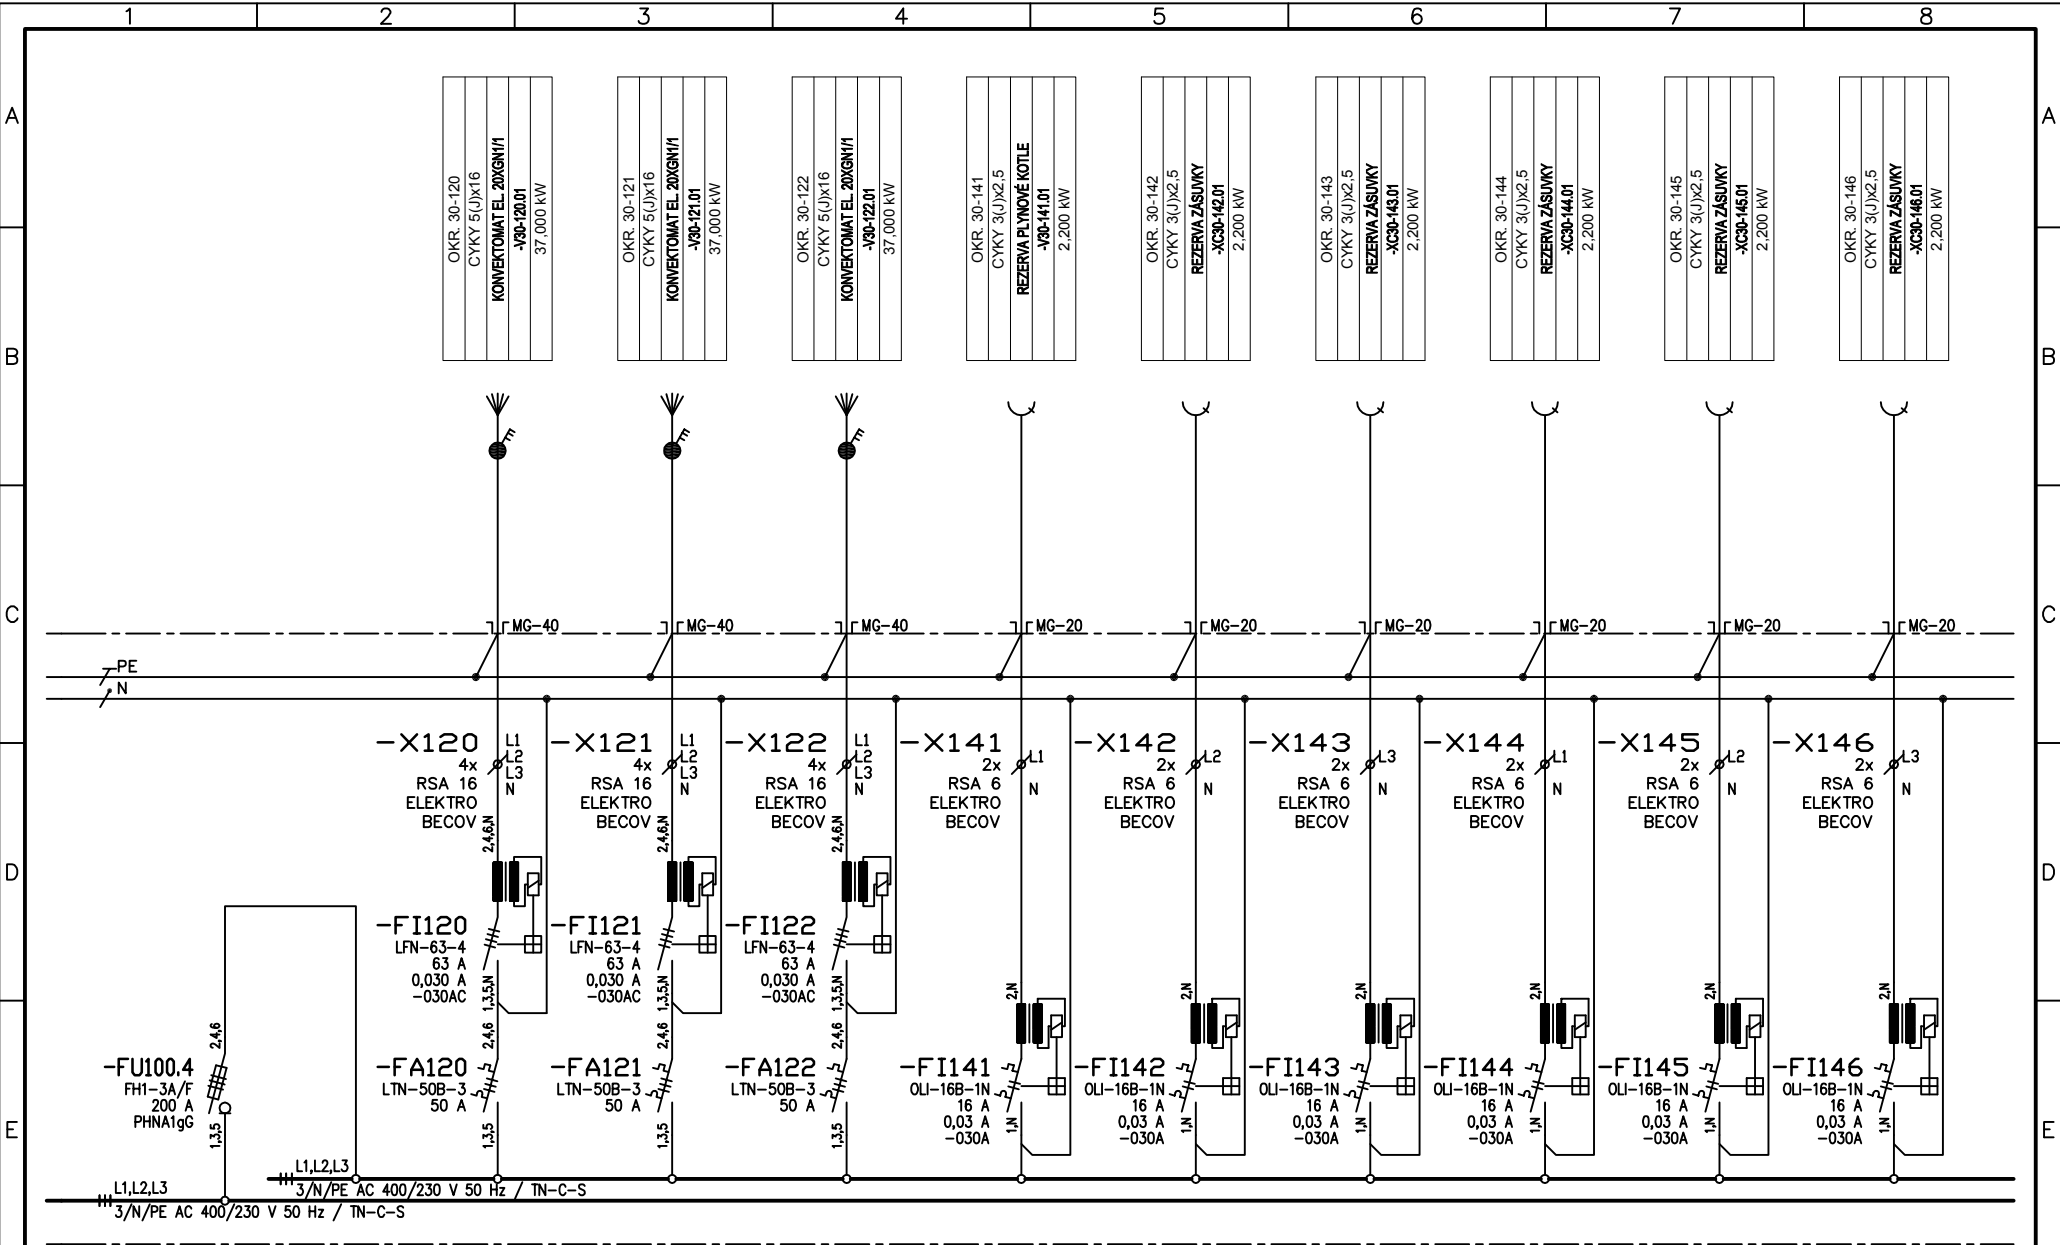 1 2 3 4 5 6 7 8
A A
OKR. 30-120
CYKY 5(J)x16
KONVEKTOMAT EL. 20XGN1/1
-V30-120.01
37,000 kW
OKR. 30-121
CYKY 5(J)x16
KONVEKTOMAT EL. 20XGN1/1
-V30-121.01
37,000 kW
OKR. 30-122
CYKY 5(J)x16
KONVEKTOMAT EL. 20XGN1/1
-V30-122.01
37,000 kW
OKR. 30-141
CYKY 3(J)x2,5
REZERVA PLYNOVÉ KOTLE
-V30-141.01
2,200 kW
OKR. 30-142
CYKY 3(J)x2,5
REZERVA ZÁSUVKY
-XC30-142.01
2,200 kW
OKR. 30-143
CYKY 3(J)x2,5
REZERVA ZÁSUVKY
-XC30-143.01
2,200 kW
OKR. 30-144
CYKY 3(J)x2,5
REZERVA ZÁSUVKY
-XC30-144.01
2,200 kW
OKR. 30-145
CYKY 3(J)x2,5
REZERVA ZÁSUVKY
-XC30-145.01
2,200 kW
OKR. 30-146
CYKY 3(J)x2,5
REZERVA ZÁSUVKY
-XC30-146.01
2,200 kW
B B
C C
MG-40 MG-40 MG-40 MG-20 MG-20 MG-20 MG-20 MG-20 MG-20
PE
N
-X120
4x
RSA 16
ELEKTRO
BECOV
L1
L2
L3
N
2,4,6,N
-X121
4x
RSA 16
ELEKTRO
BECOV
L1
L2
L3
N
2,4,6,N
-X122
4x
RSA 16
ELEKTRO
BECOV
L1
L2
L3
N
2,4,6,N
-X141
2x
RSA 6
ELEKTRO
BECOV
L1
N
-X142
2x
RSA 6
ELEKTRO
BECOV
L2
N
-X143
2x
RSA 6
ELEKTRO
BECOV
L3
N
-X144
2x
RSA 6
ELEKTRO
BECOV
L1
N
-X145
2x
RSA 6
ELEKTRO
BECOV
L2
N
-X146
2x
RSA 6
ELEKTRO
BECOV
L3
N
D D
-FI120
LFN-63-4
63 A
0,030 A
-030AC
1,3,5,N
-FI121
LFN-63-4
63 A
0,030 A
-030AC
1,3,5,N
-FI122
LFN-63-4
63 A
0,030 A
-030AC
1,3,5,N
2,4,6
-FU100.4
FH1-3A/F
200 A
PHNA1gG
1,3,5
2,4,6
-FA120
LTN-50B-3
50 A
1,3,5
2,4,6
-FA121
LTN-50B-3
50 A
1,3,5
2,4,6
-FA122
LTN-50B-3
50 A
1,3,5
2,N
-FI141
OLI-16B-1N
16 A
0,03 A
-030A
1,N
2,N
-FI142
OLI-16B-1N
16 A
0,03 A
-030A
1,N
2,N
-FI143
OLI-16B-1N
16 A
0,03 A
-030A
1,N
2,N
-FI144
OLI-16B-1N
16 A
0,03 A
-030A
1,N
2,N
-FI145
OLI-16B-1N
16 A
0,03 A
-030A
1,N
2,N
-FI146
OLI-16B-1N
16 A
0,03 A
-030A
1,N
E E
L1,L2,L3
3/N/PE AC 400/230 V 50 Hz / TN-C-S
L1,L2,L3
3/N/PE AC 400/230 V 50 Hz / TN-C-S